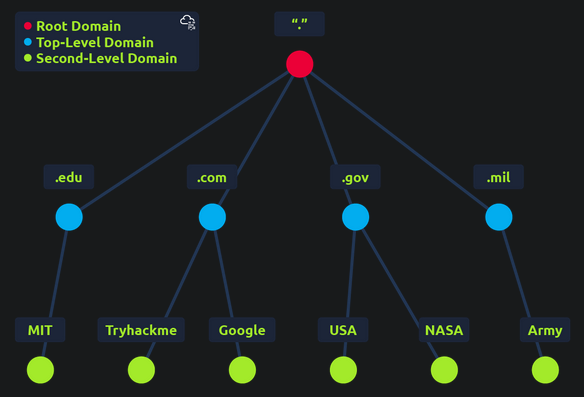 Root Domain
Top-Level Domain
Second-Level Domain
“.”
.edu
.com
.gov
.mil
MIT
Tryhackme
Google
USA
NASA
Army